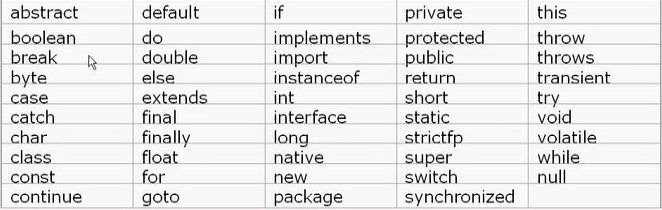 abstract default if private this
boolean do implements protected throw
break double import public throws
byte else instanceof return transient
case extends int short try
catch final interface static void
char finally long strictfp volatile
class float native super while
const for new switch null
continue goto package synchronized